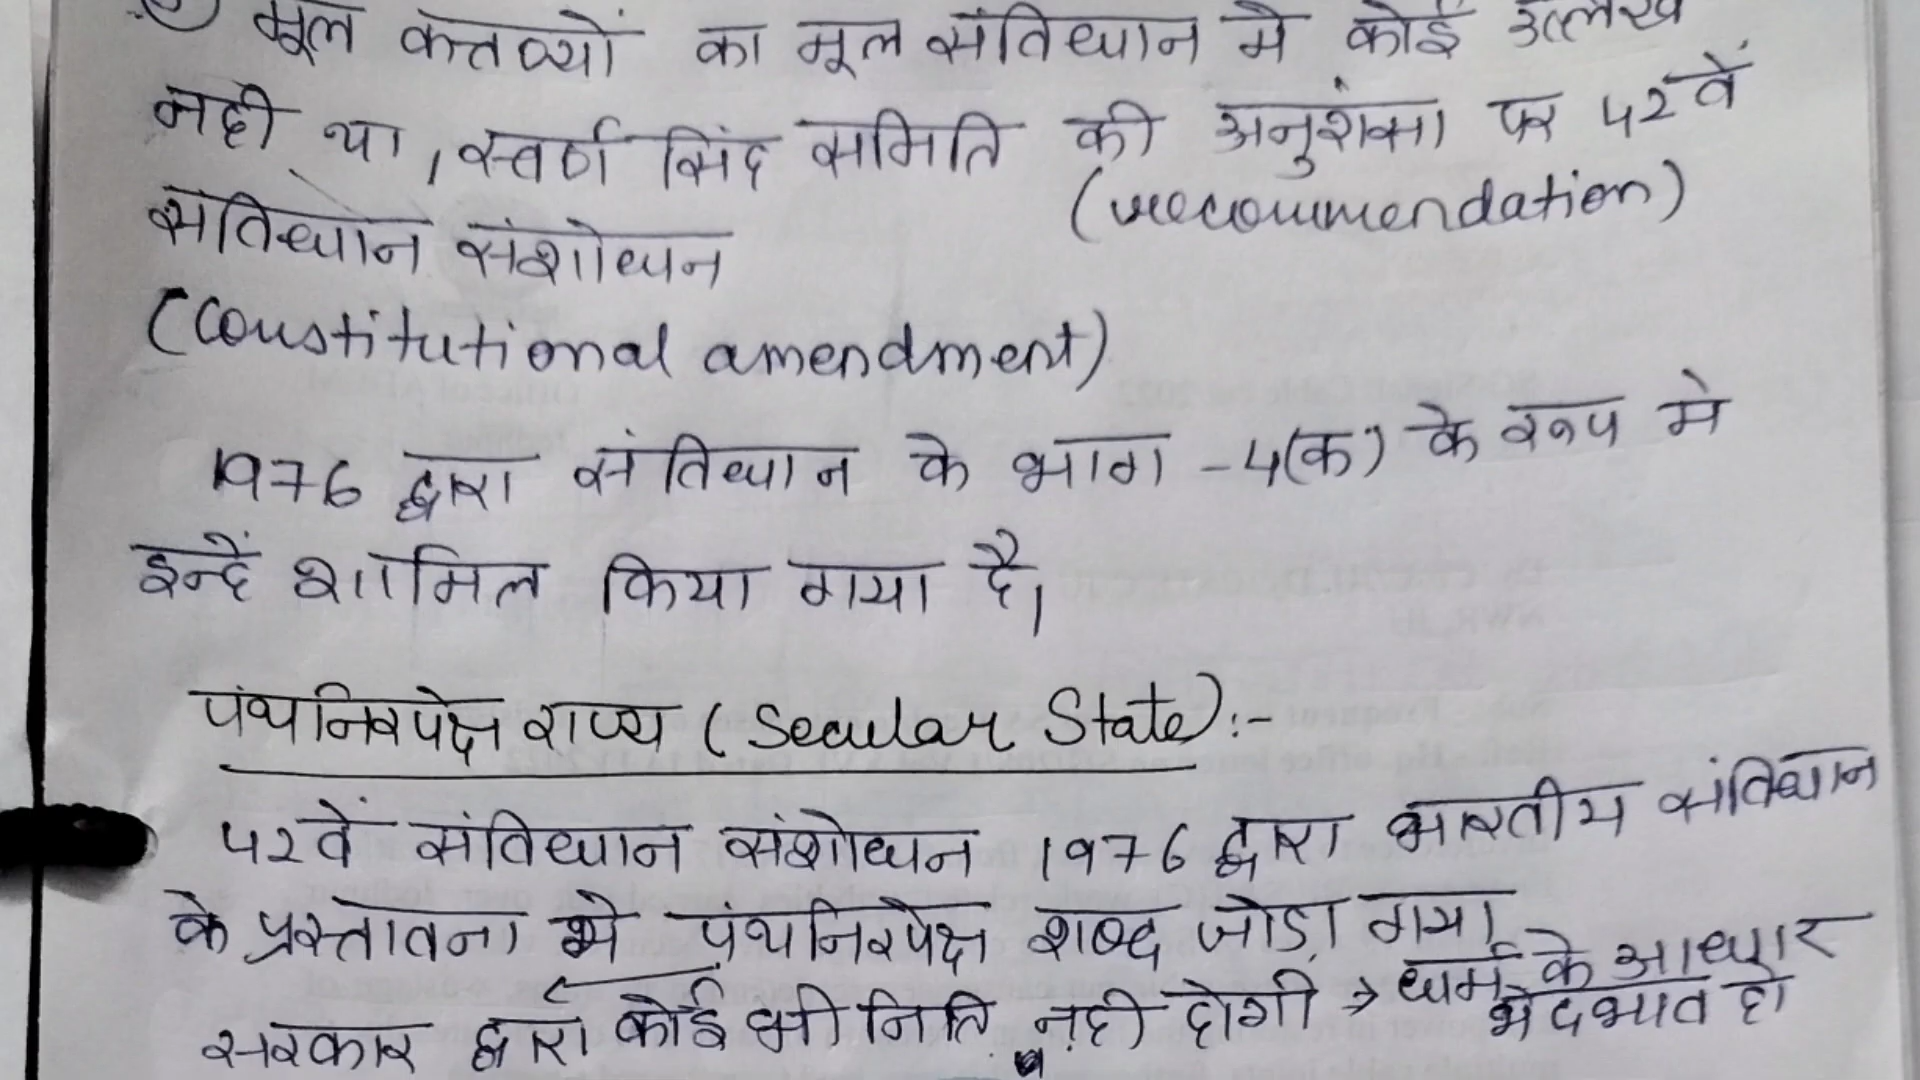 मूल कत्तव्यों का मूल संविधान मे कोई उल्लेख
नही था, स्वर्ण सिंह समिति की अनुशंसा पर 42वें
(recommendation)
संविधान संशोधन
(Constitutional amendment)
1976 द्वारा संविधान के भाग -4(क) के रूप मे
इन्हें शामिल किया गया है।
पंथनिरपेक्ष राज्य (Secular State):-
42वें संविधान संशोधन 1976 द्वारा भारतीय संविधान
के प्रस्तावना मे पंथनिरपेक्ष शब्द जोडा़ गया
सरकार द्वारा कोई भी निति नही होगी → धर्म के आधार
भेदभाव हो